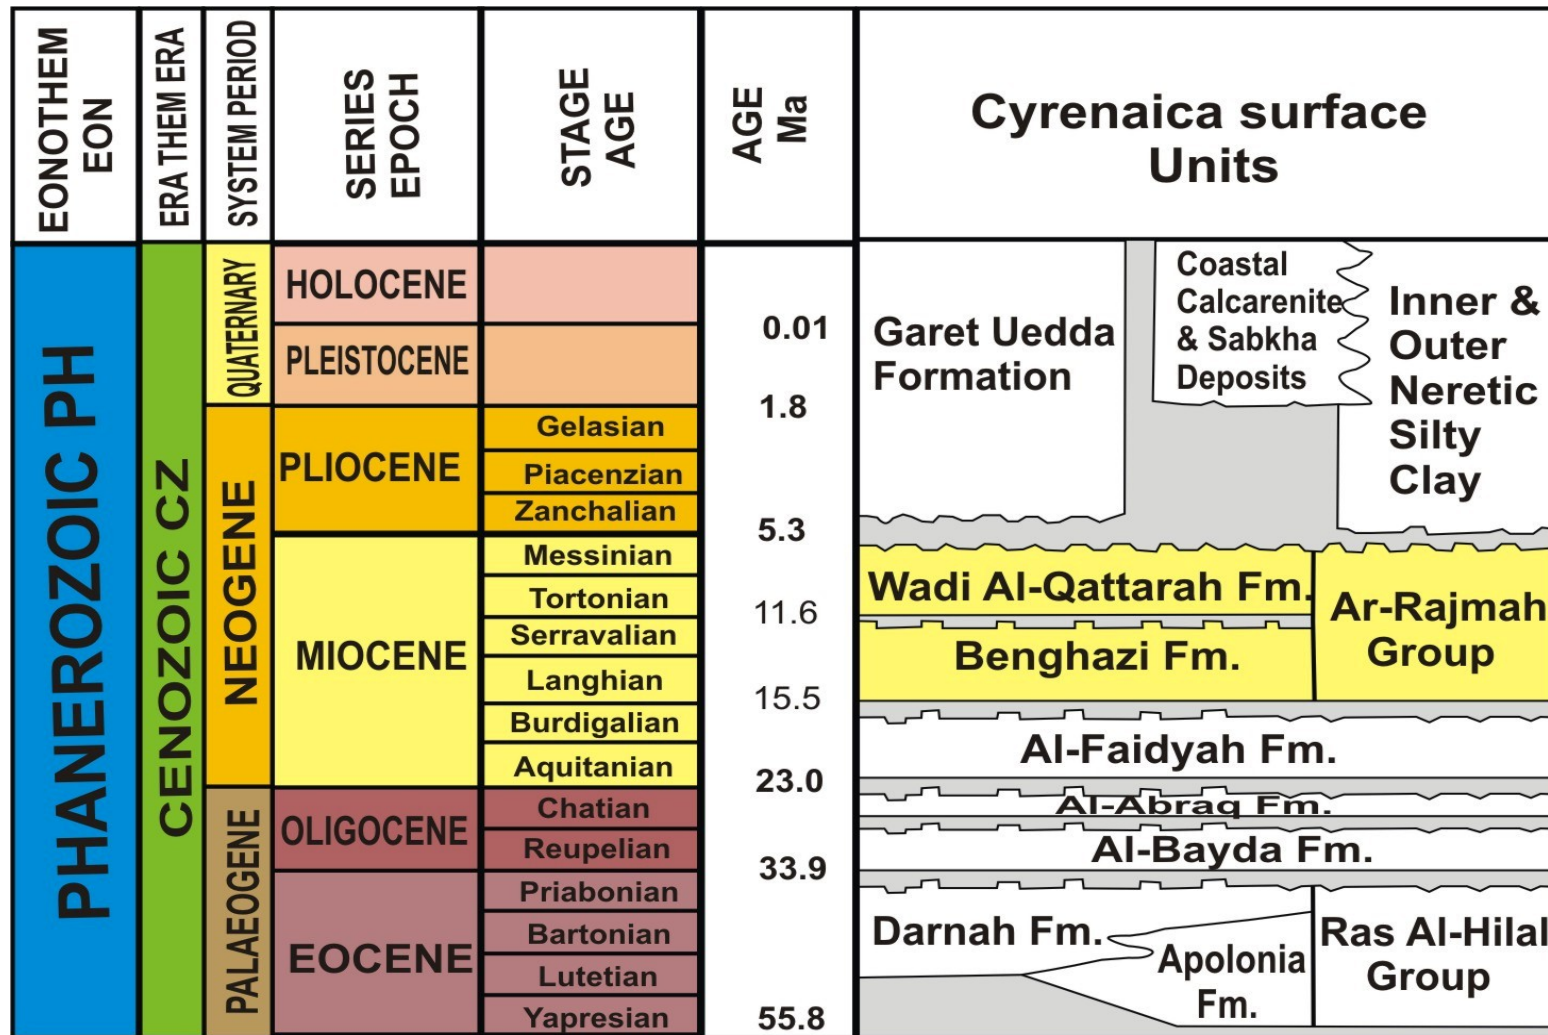 EONOTHEM
EON
ERA THEM ERA
SYSTEM PERIOD
SERIES
EPOCH
STAGE
AGE
AGE
Ma
Cyrenaica surface
Units
PHANEROZOIC PH
CENOZOIC CZ
QUATERNARY
NEOGENE
PALAEOGENE
HOLOCENE
PLEISTOCENE
PLIOCENE
MIOCENE
OLIGOCENE
EOCENE
Gelasian
Piacenzian
Zanchalian
Messinian
Tortonian
Serravalian
Langhian
Burdigalian
Aquitanian
Chatian
Reupelian
Priabonian
Bartonian
Lutetian
Yapresian
0.01
1.8
5.3
11.6
15.5
23.0
33.9
55.8
Garet Uedda
Formation
Coastal
Calcarenite
& Sabkha
Deposits
Inner &
Outer
Neretic
Silty
Clay
Wadi Al-Qattarah Fm.
Benghazi Fm.
Ar-Rajmah
Group
Al-Faidyah Fm.
Al-Abraq Fm.
Al-Bayda Fm.
Darnah Fm.
Apolonia
Fm.
Ras Al-Hilal
Group